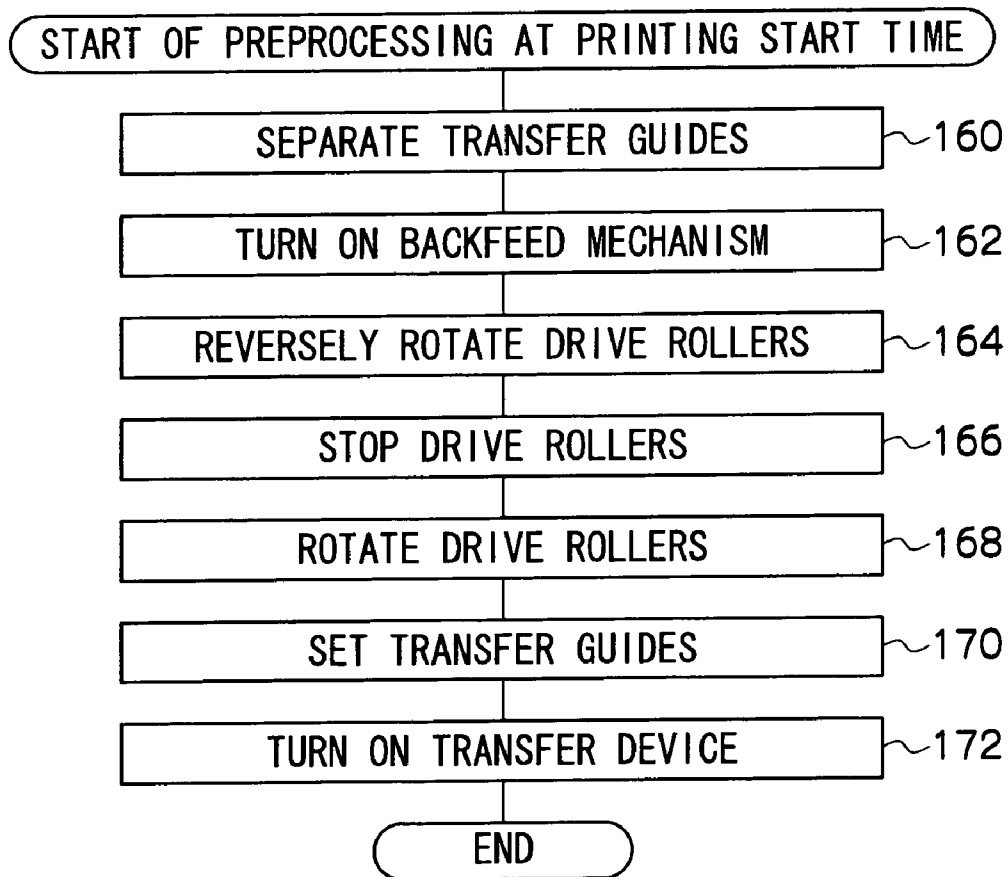 START OF PREPROCESSING AT PRINTING START TIME
SEPARATE TRANSFER GUIDES 160
TURN ON BACKFEED MECHANISM 162
REVERSELY ROTATE DRIVE ROLLERS 164
STOP DRIVE ROLLERS 166
ROTATE DRIVE ROLLERS 168
SET TRANSFER GUIDES 170
TURN ON TRANSFER DEVICE 172
END